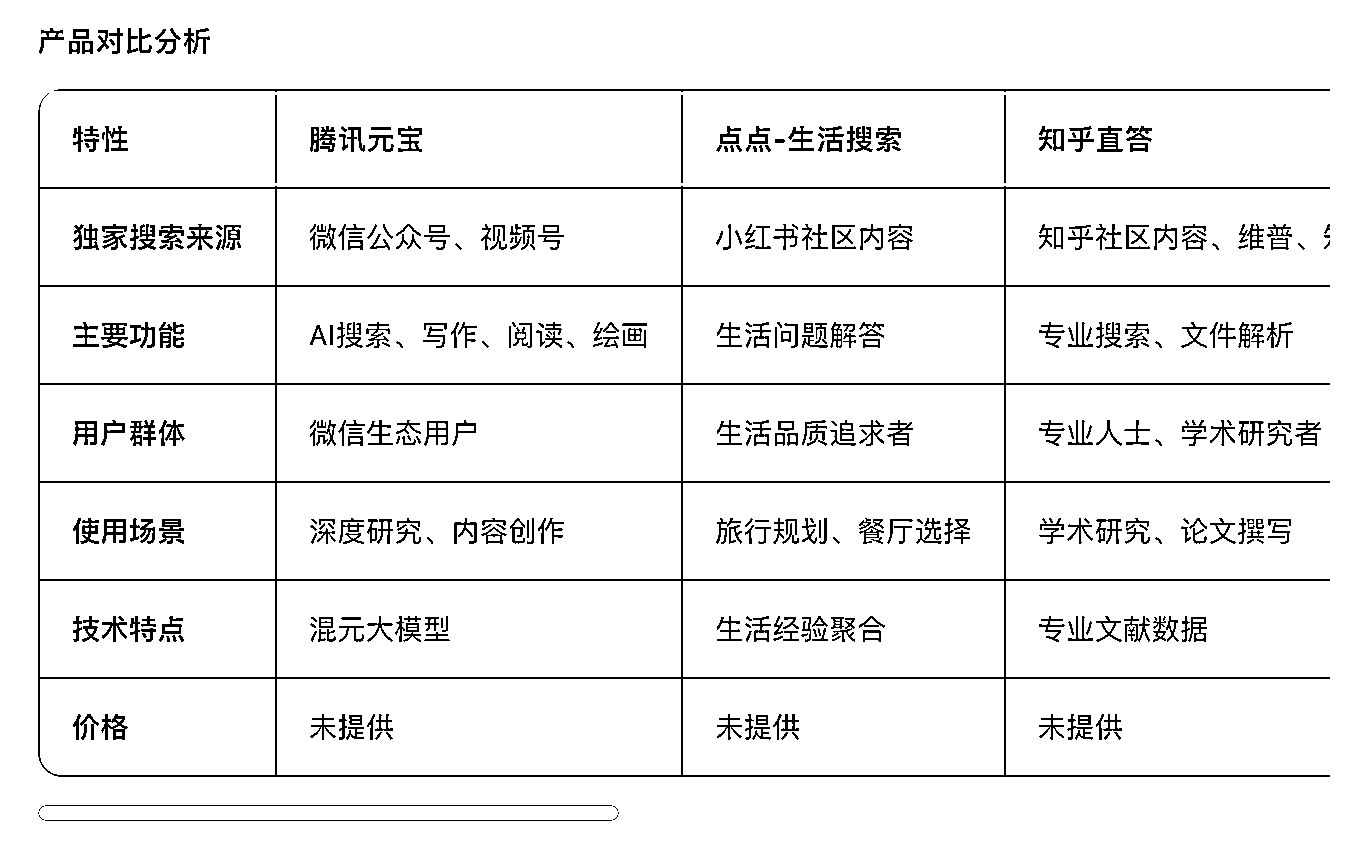 产品对比分析
特性 腾讯元宝 点点-生活搜索 知乎直答
独家搜索来源 微信公众号、视频号 小红书社区内容 知乎社区内容、维普、
主要功能 AI搜索、写作、阅读、绘画 生活问题解答 专业搜索、文件解析
用户群体 微信生态用户 生活品质追求者 专业人士、学术研究者
使用场景 深度研究、内容创作 旅行规划、餐厅选择 学术研究、论文撰写
技术特点 混元大模型 生活经验聚合 专业文献数据
价格 未提供 未提供 未提供